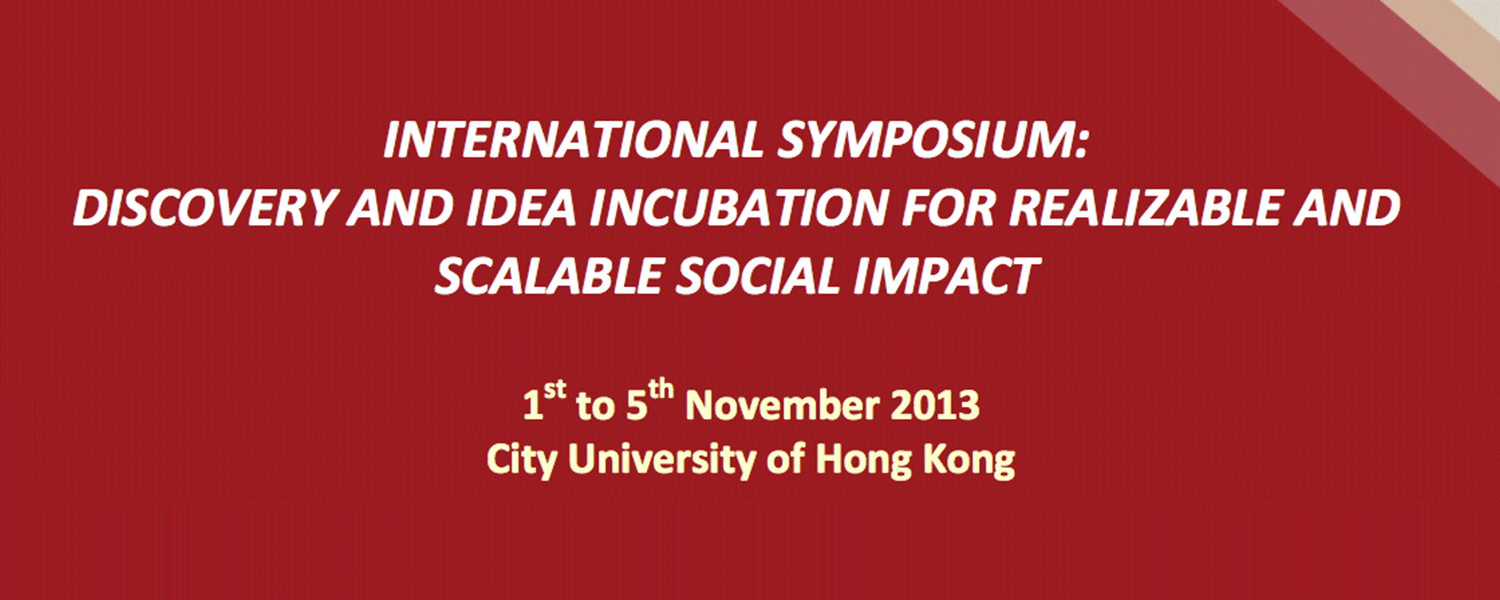 INTERNATIONAL SYMPOSIUM:
DISCOVERY AND IDEA INCUBATION FOR REALIZABLE AND
SCALABLE SOCIAL IMPACT
1st to 5th November 2013
City University of Hong Kong